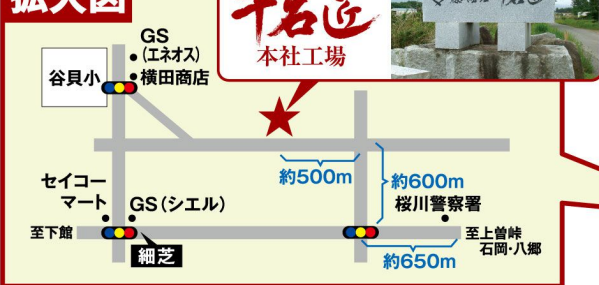 拡大図
石匠
本社工場
GS
(エネオス)
横田商店
谷貝小
約500m
約600m
セイコー
マート
GS(シエル)
桜川警察署
至下館
細芝
至上曽峠
石岡・八郷
約650m